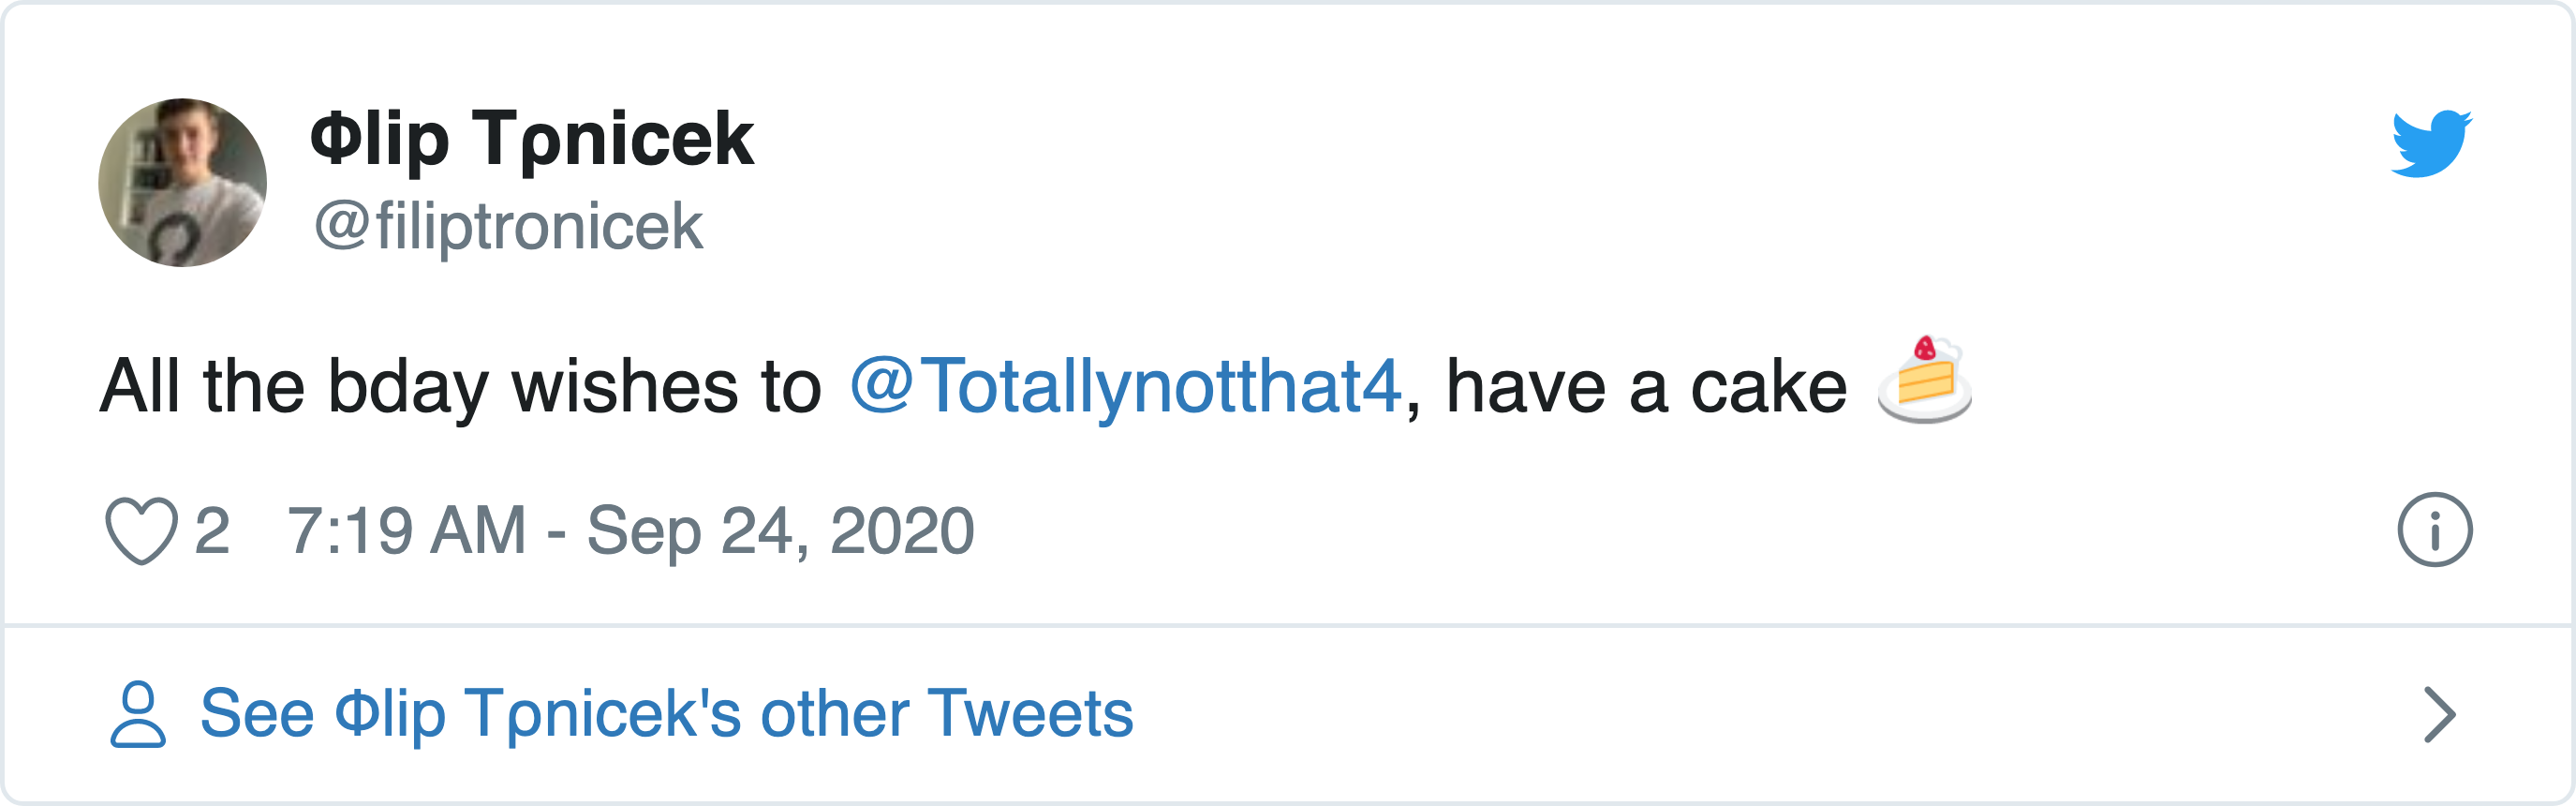 Φlip Tρnicek
@filiptronicek
All the bday wishes to @Totallynotthat4, have a cake 🍰
2 7:19 AM - Sep 24, 2020
See Φlip Tρnicek's other Tweets